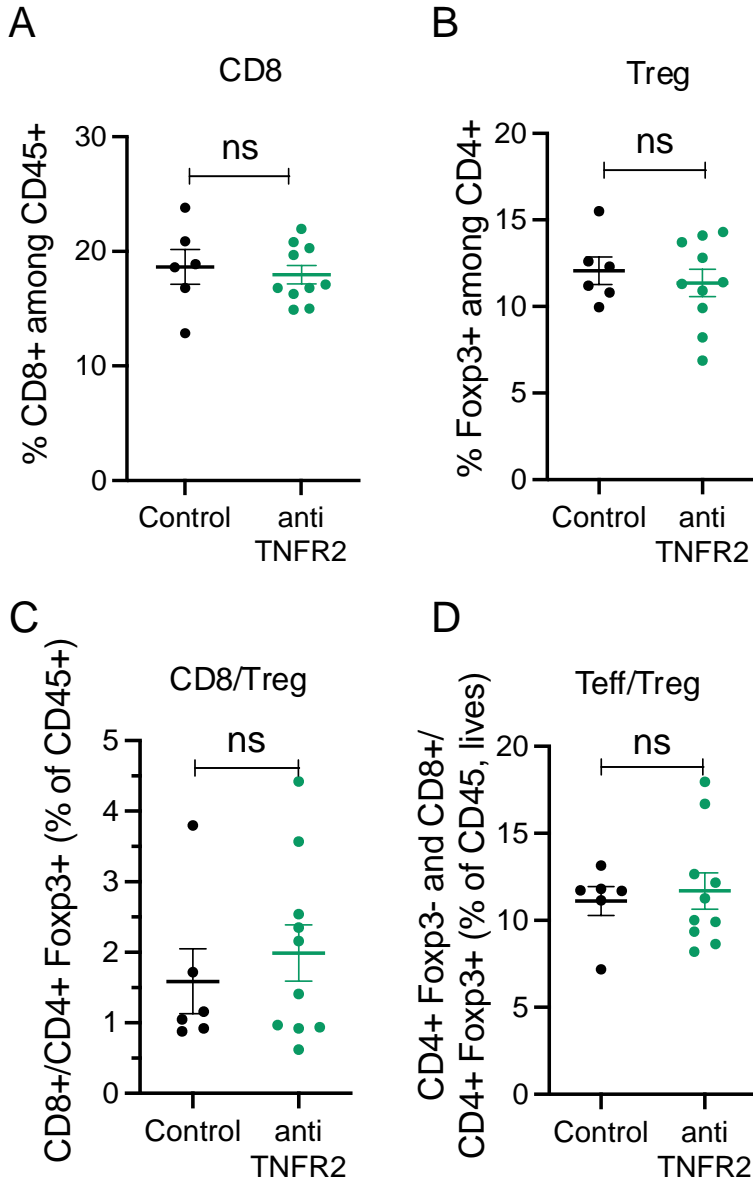 A
CD8
% CD8+ among CD45+
30
20
10
0
ns
Control
anti
TNFR2
B
Treg
% Foxp3+ among CD4+
20
15
10
5
0
ns
Control
anti
TNFR2
C
CD8/Treg
CD8+/CD4+ Foxp3+ (% of CD45+)
5
4
3
2
1
0
ns
Control
anti
TNFR2
D
Teff/Treg
CD4+ Foxp3- and CD8+/
CD4+ Foxp3+ (% of CD45, lives)
20
15
10
5
0
ns
Control
anti
TNFR2